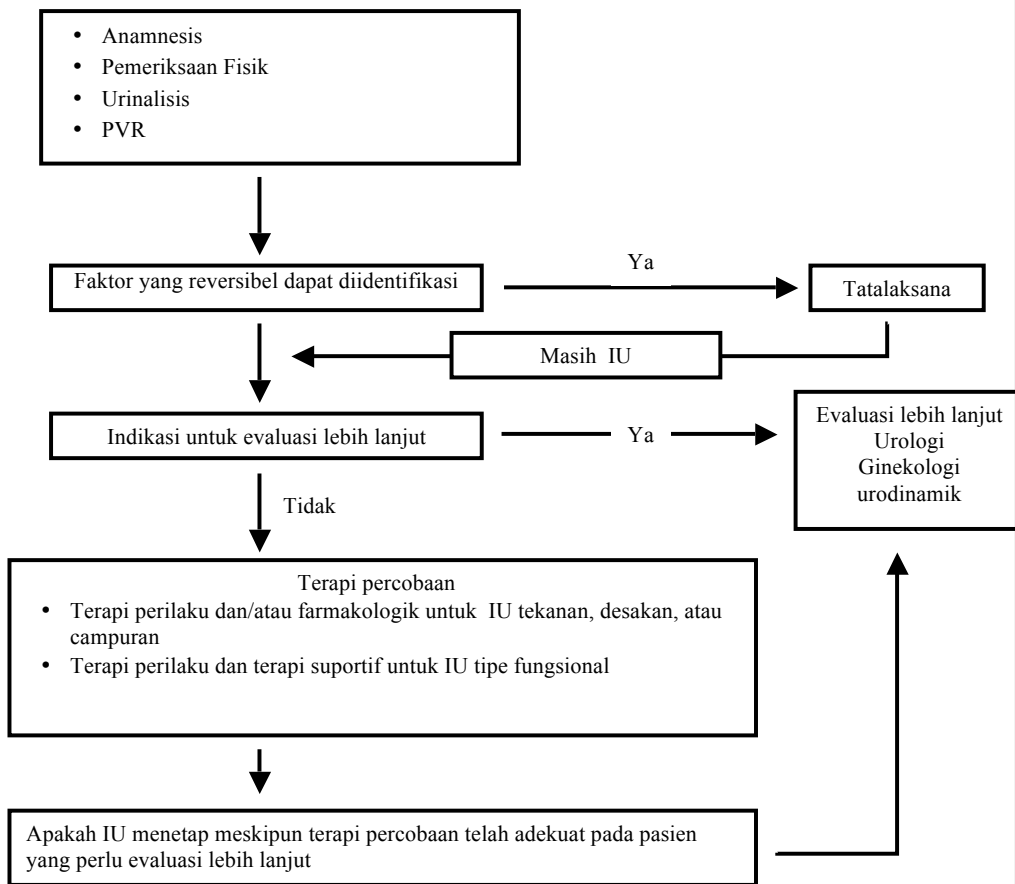 • Anamnesis
• Pemeriksaan Fisik
• Urinalisis
• PVR
Faktor yang reversibel dapat diidentifikasi
Ya
Tatalaksana
Masih IU
Indikasi untuk evaluasi lebih lanjut
Ya
Evaluasi lebih lanjut
Urologi
Ginekologi
urodinamik
Tidak
Terapi percobaan
• Terapi perilaku dan/atau farmakologik untuk IU tekanan, desakan, atau
campuran
• Terapi perilaku dan terapi suportif untuk IU tipe fungsional
Apakah IU menetap meskipun terapi percobaan telah adekuat pada pasien
yang perlu evaluasi lebih lanjut